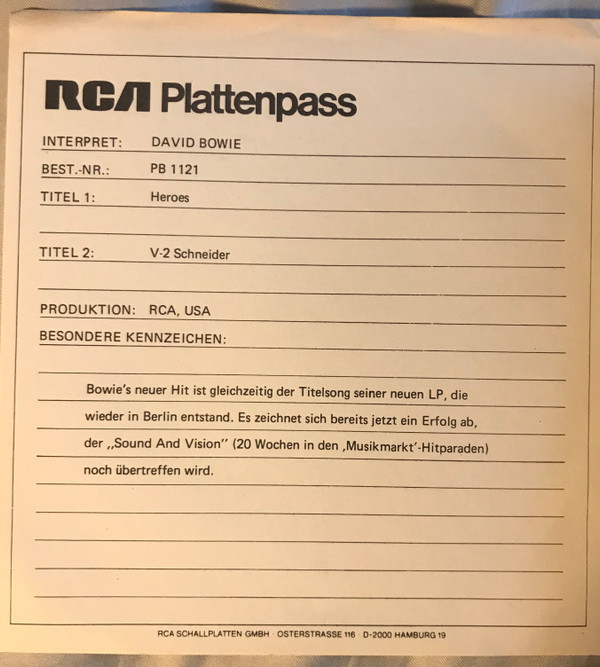 RCA Plattenpass
INTERPRET: DAVID BOWIE
BEST.-NR.: PB 1121
TITEL 1: Heroes
TITEL 2: V-2 Schneider
PRODUKTION: RCA, USA
BESONDERE KENNZEICHEN:
Bowie's neuer Hit ist gleichzeitig der Titelsong seiner neuen LP, die
wieder in Berlin entstand. Es zeichnet sich bereits jetzt ein Erfolg ab,
der ,,Sound And Vision" (20 Wochen in den ,Musikmarkt'-Hitparaden)
noch übertreffen wird.
RCA SCHALLPLATTEN GMBH · OSTERSTRASSE 116 · D-2000 HAMBURG 19